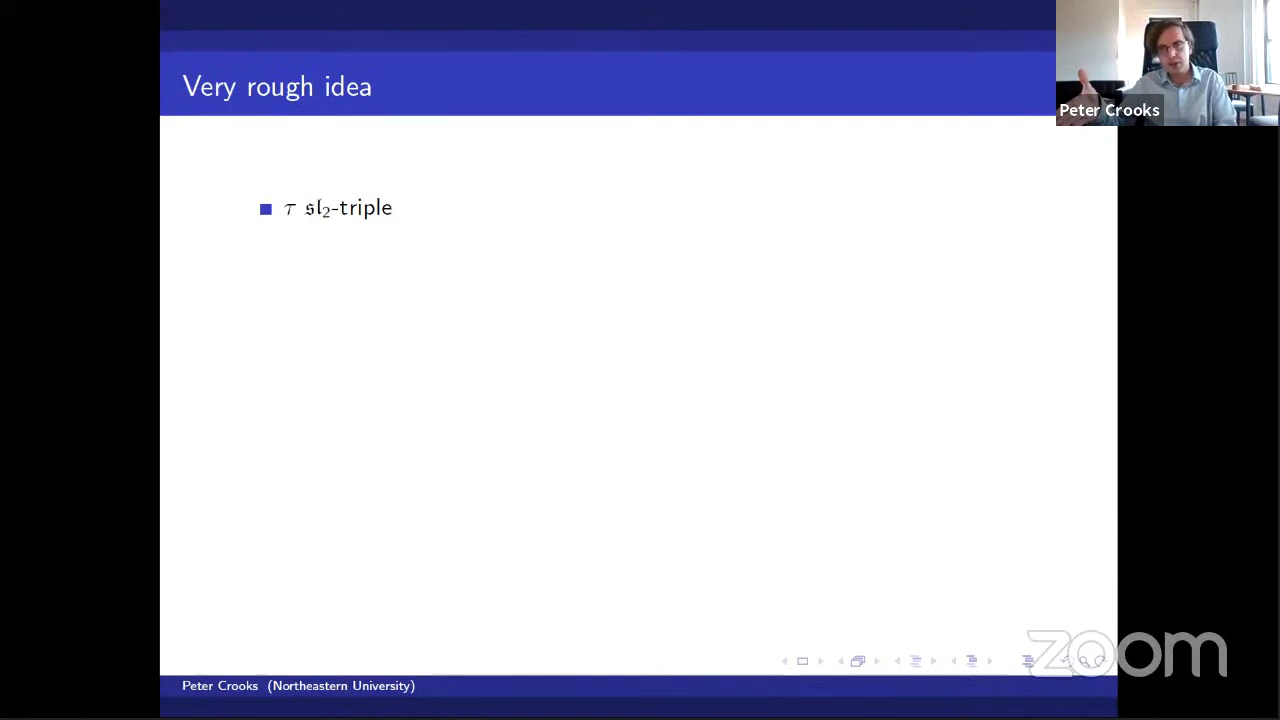 Very rough idea
Peter Crooks
τ 𝔰𝔩₂-triple
zoom
Peter Crooks (Northeastern University)